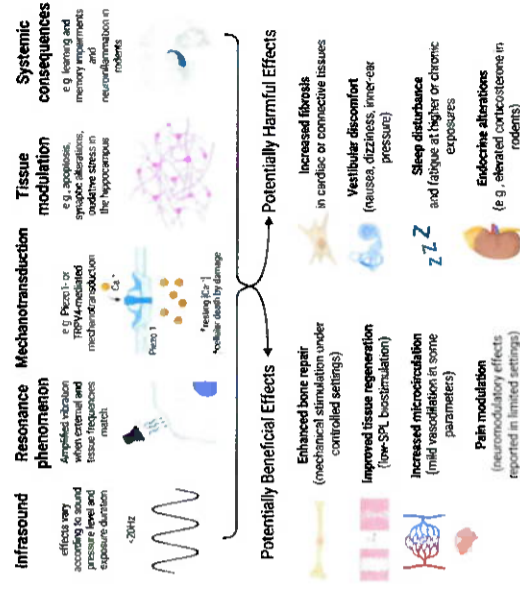 Infrasound
effects vary
according to sound
pressure level and
exposure duration
<20Hz
Resonance
phenomenon
Amplified vibration
when external and
tissue frequencies
match
Mechanotransduction
e.g. Piezo1- or
TRPV4-mediated
mechanotransduction
Piezo 1
cellular death by damage
Tissue
modulation
e.g., apoptosis,
synaptic alterations,
oxidative stress in
the hippocampus
Systemic
consequences
e.g. learning and
memory impairments
and
neuroinflammation in
rodents
Potentially Beneficial Effects
Enhanced bone repair
(mechanical stimulation under
controlled settings)
Improved tissue regeneration
(low-SPL biostimulation)
Increased microcirculation
(mild vasodilation in some
parameters)
Pain modulation
(neuromodulatory effects
reported in limited settings)
Potentially Harmful Effects
Increased fibrosis
in cardiac or connective tissues
Vestibular discomfort
(nausea, dizziness, inner-ear
pressure)
Sleep disturbance
and fatigue at higher or chronic
exposures
Endocrine alterations
(e.g., elevated corticosterone in
rodents)